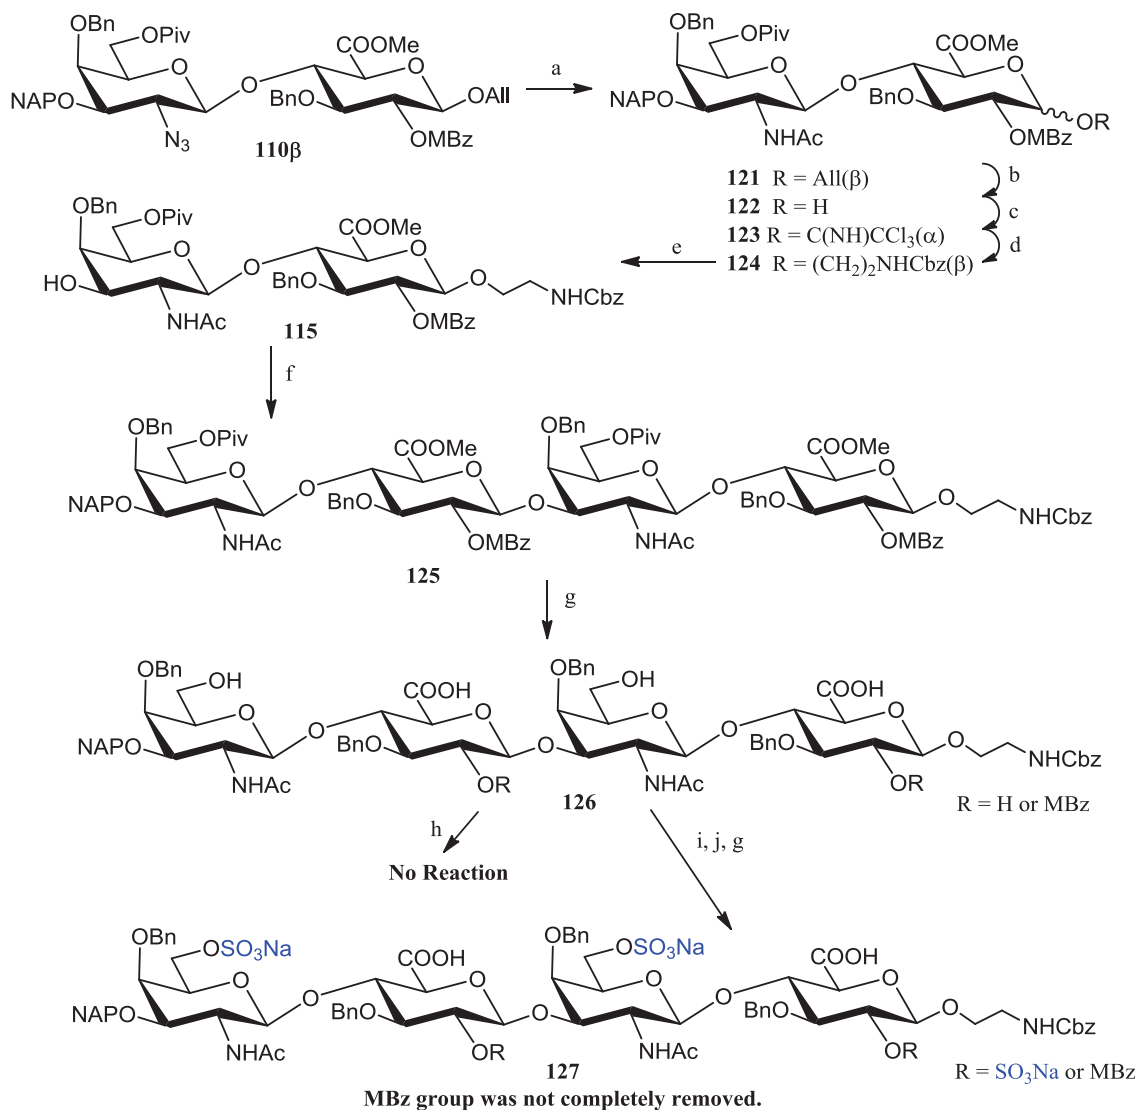 OBn
OPiv
O
COOMe
O
NAPO
O
BnO
OAll
N3
OMBz
110β
a
OBn
OPiv
O
COOMe
O
NAPO
O
BnO
NHAc
OMBz
OR
121 R = All(β)
122 R = H
123 R = C(NH)CCl3(α)
124 R = (CH2)2NHCbz(β)
b
c
d
e
OBn
OPiv
O
COOMe
O
HO
O
BnO
O
NHCbz
NHAc
OMBz
115
f
OBn
OPiv
O
COOMe
O
OBn
OPiv
O
COOMe
O
NAPO
O
BnO
O
O
BnO
O
NHCbz
NHAc
OMBz
NHAc
OMBz
125
g
OBn
OH
O
COOH
O
OBn
OH
O
COOH
O
NAPO
O
BnO
O
O
BnO
O
NHCbz
NHAc
OR
NHAc
OR
126
R = H or MBz
h
No Reaction
i, j, g
OBn
OSO3Na
O
COOH
O
OBn
OSO3Na
O
COOH
O
NAPO
O
BnO
O
O
BnO
O
NHCbz
NHAc
OR
NHAc
OR
127
R = SO3Na or MBz
MBz group was not completely removed.